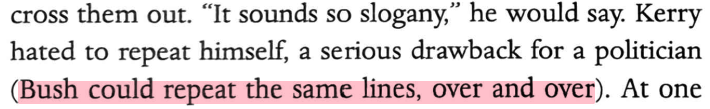 cross them out. “It sounds so slogany,” he would say. Kerry
hated to repeat himself, a serious drawback for a politician
(Bush could repeat the same lines, over and over). At one